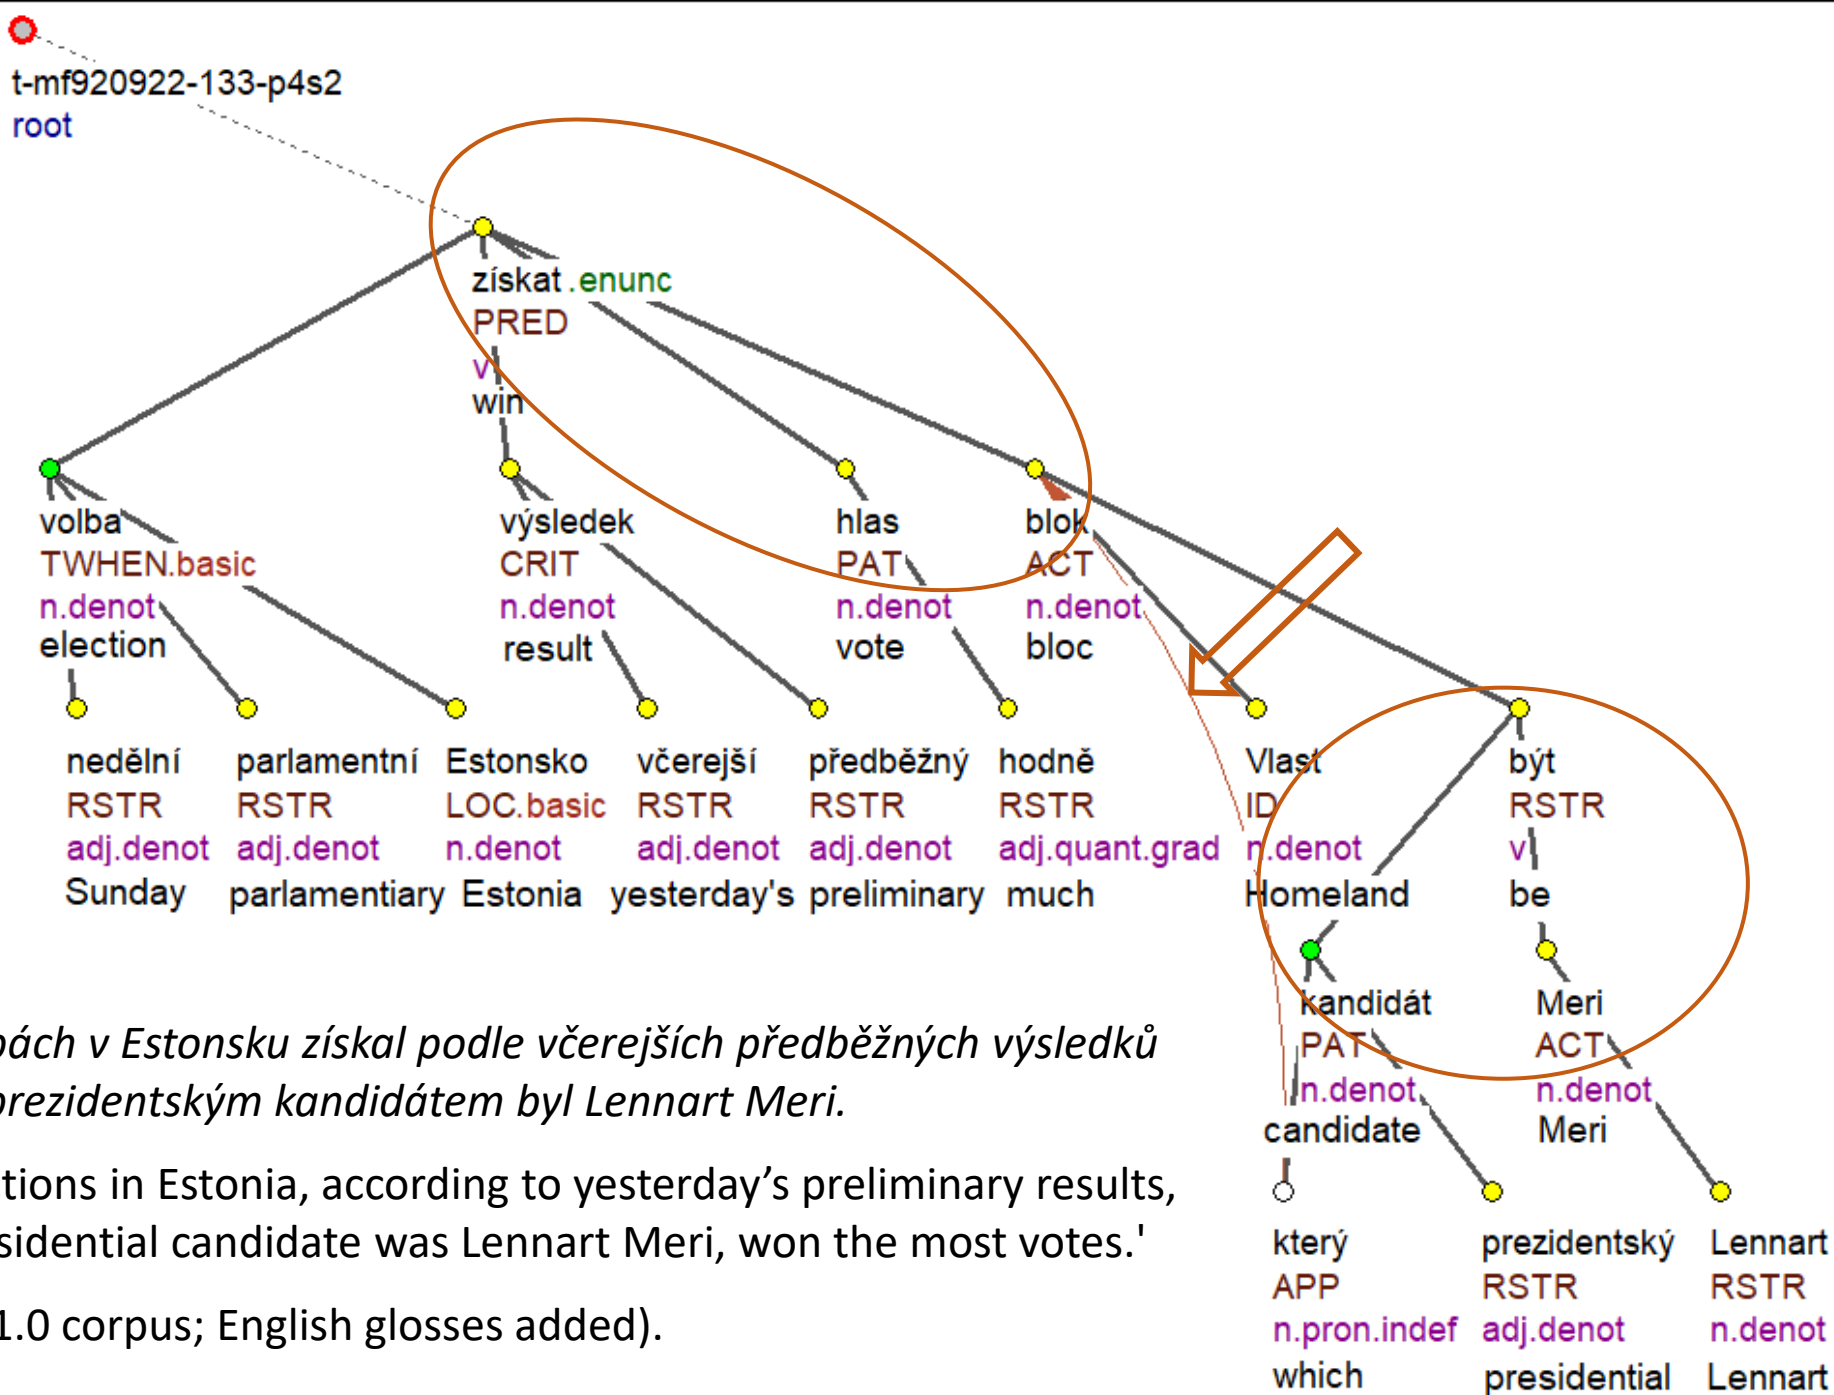 t-mf920922-133-p4s2
root
získat .enunc
PRED
v
win
volba výsledek hlas blok
TWHEN.basic CRIT PAT ACT
n.denot n.denot n.denot n.denot
election result vote bloc
nedělní parlamentní Estonsko včerejší předběžný hodně Vlast být
RSTR RSTR LOC.basic RSTR RSTR RSTR ID RSTR
adj.denot adj.denot n.denot adj.denot adj.denot adj.quant.grad n.denot v
Sunday parlamentiary Estonia yesterday's preliminary much Homeland be
kandidát Meri
PAT ACT
n.denot n.denot
candidate Meri
který prezidentský Lennart
APP RSTR RSTR
n.pron.indef adj.denot n.denot
which presidential Lennart
v Estonsku získal podle včerejších předběžných výsledků
prezidentským kandidátem byl Lennart Meri.
in Estonia, according to yesterday’s preliminary results,
candidate was Lennart Meri, won the most votes.'
1.0 corpus; English glosses added).